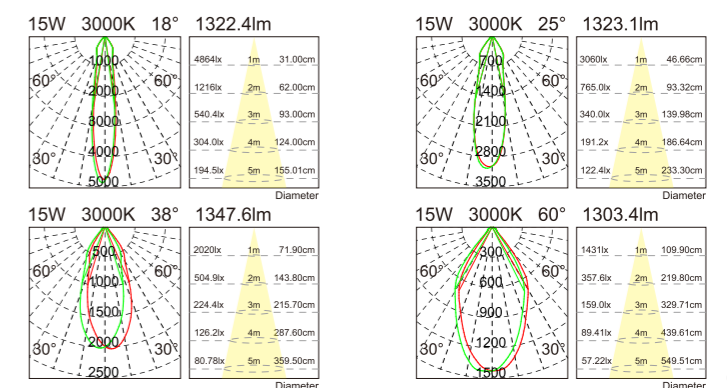 15W 3000K 18° 1322.4lm
1000
2000
3000
4000
5000
60° 60°
30° 30°
4864lx 1m 31.00cm
1216lx 2m 62.00cm
540.4lx 3m 93.00cm
304.0lx 4m 124.00cm
194.5lx 5m 155.01cm
Diameter
15W 3000K 25° 1323.1lm
700
1400
2100
2800
3500
60° 60°
30° 30°
3060lx 1m 46.66cm
765.0lx 2m 93.32cm
340.0lx 3m 139.98cm
191.2x 4m 186.64cm
122.4lx 5m 233.30cm
Diameter
15W 3000K 38° 1347.6lm
500
1000
1500
2000
2500
60° 60°
30° 30°
2020lx 1m 71.90cm
504.9lx 2m 143.80cm
224.4lx 3m 215.70cm
126.2lx 4m 287.60cm
80.78lx 5m 359.50cm
Diameter
15W 3000K 60° 1303.4lm
300
600
900
1200
1500
60° 60°
30° 30°
1431lx 1m 109.90cm
357.6lx 2m 219.80cm
159.0lx 3m 329.71cm
89.41lx 4m 439.61cm
57.22lx 5m 549.51cm
Diameter